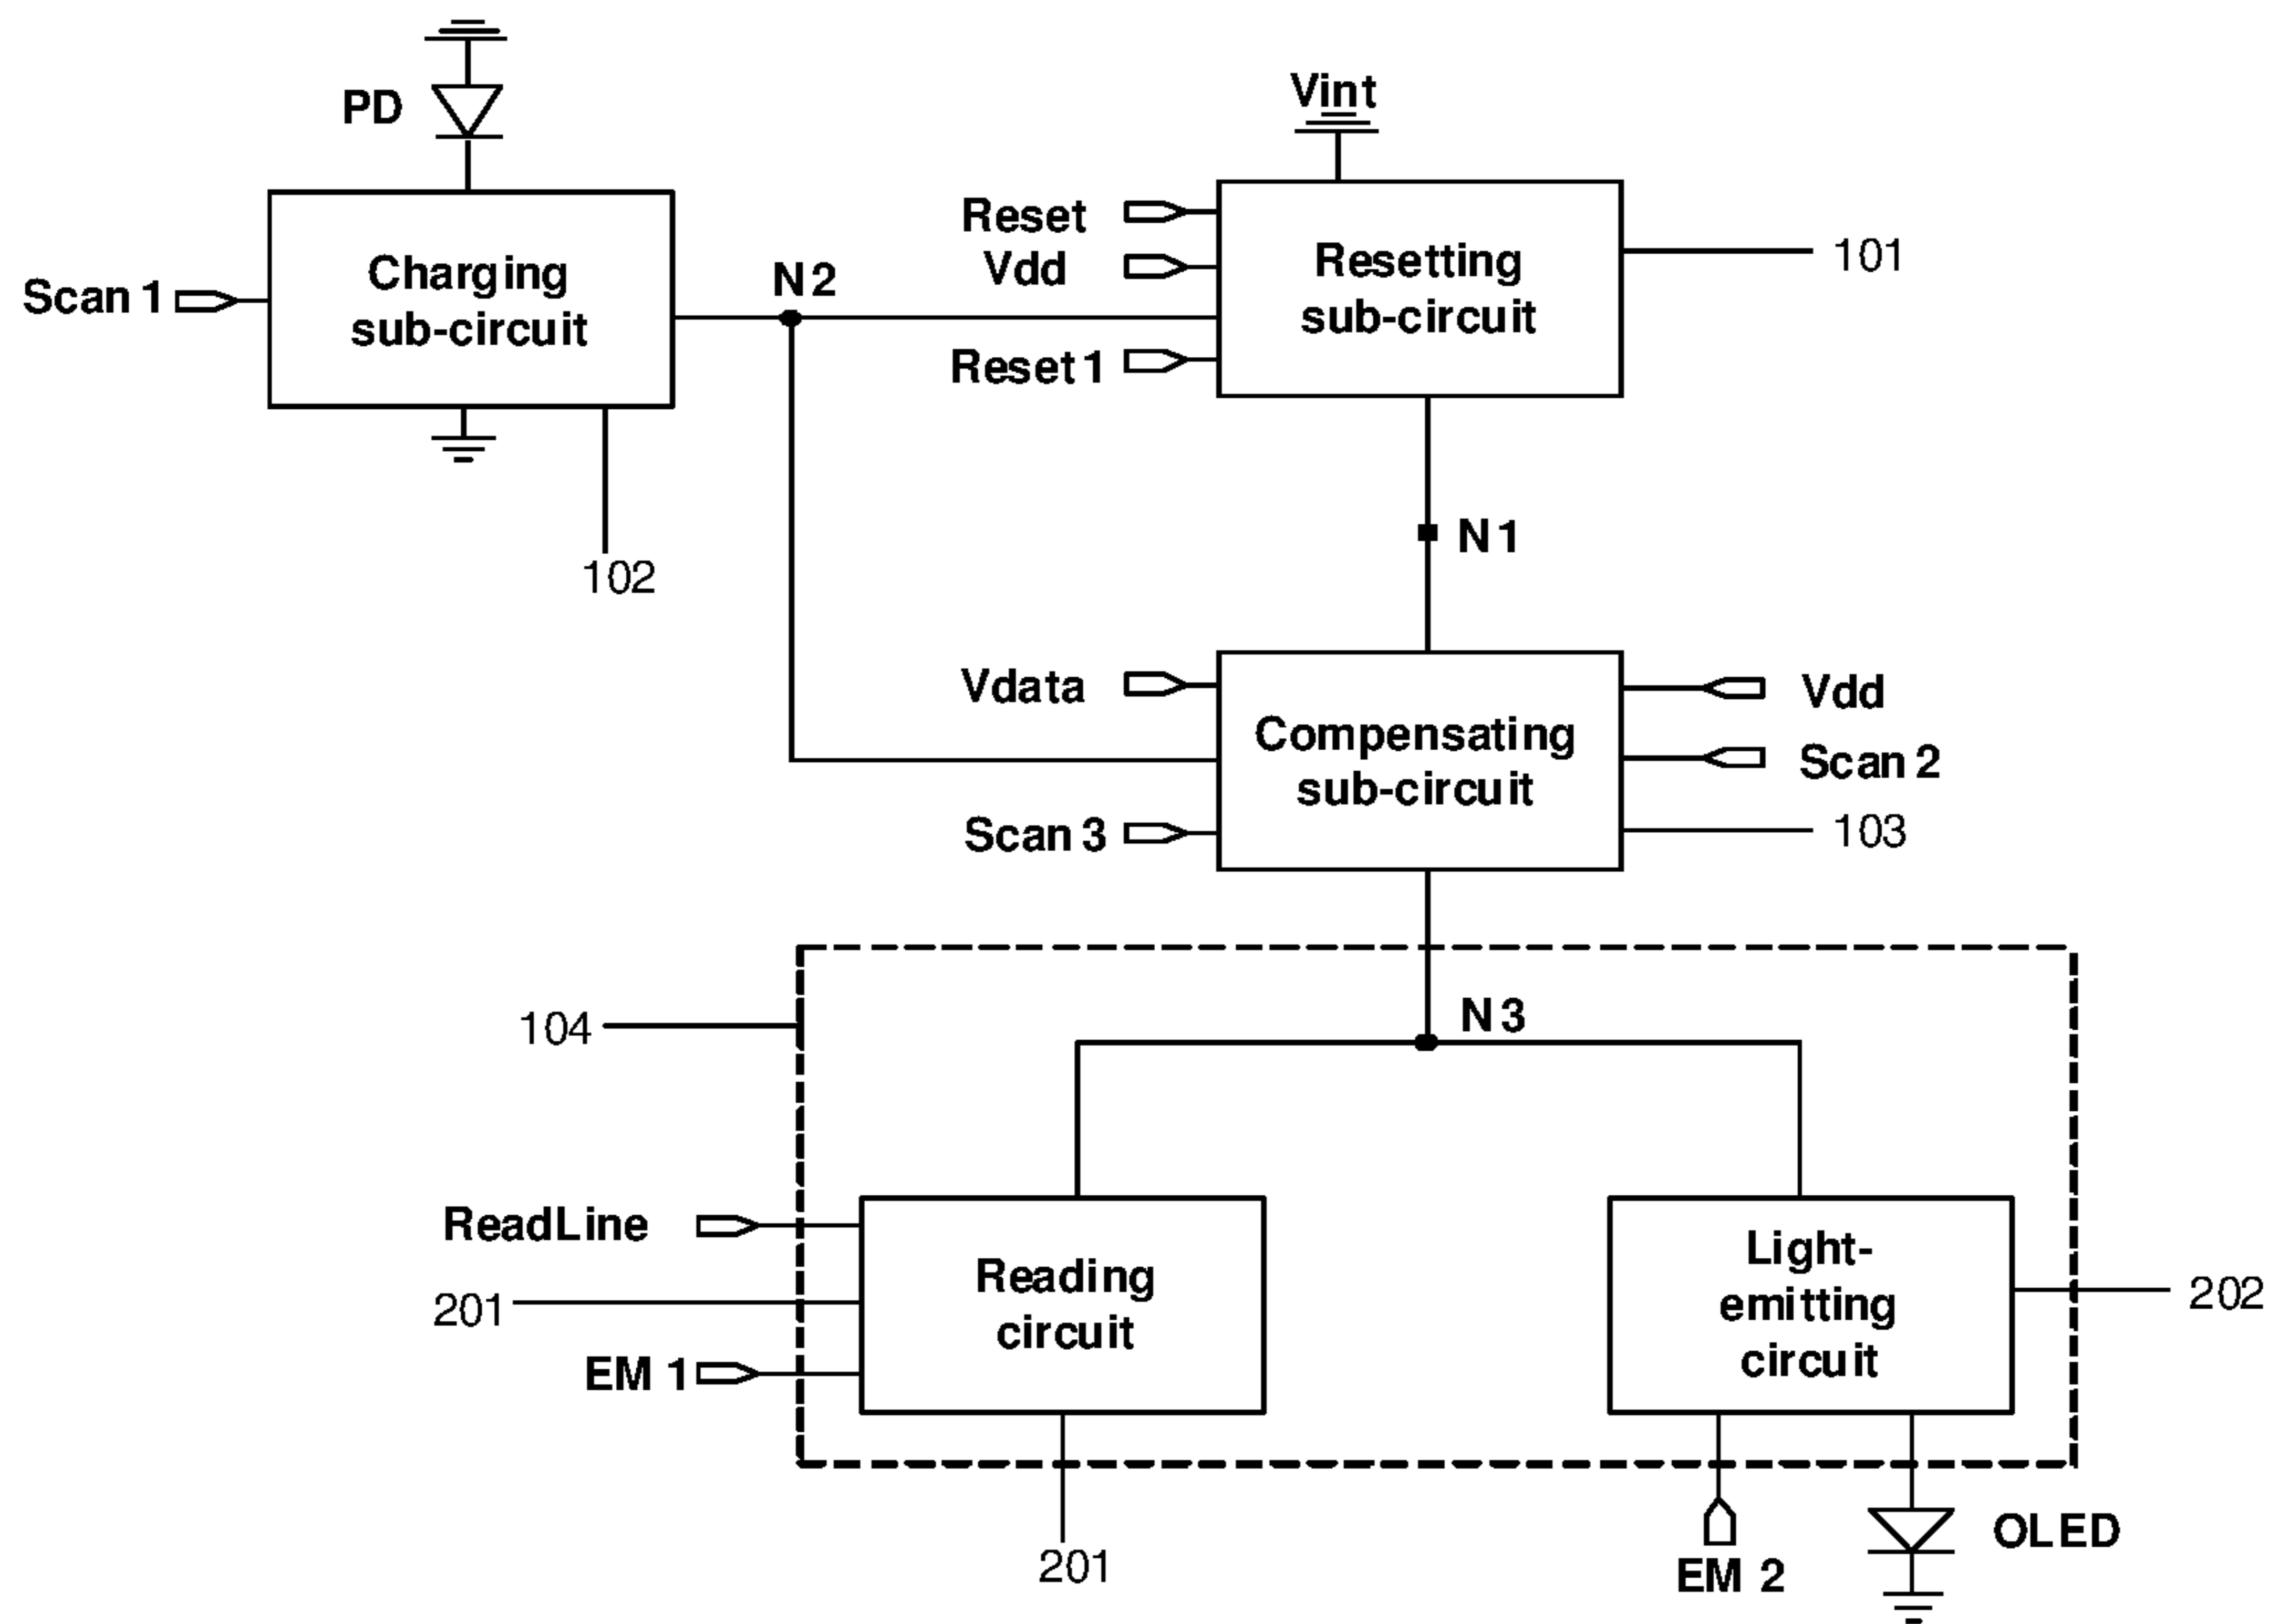 PD
Vint
Reset
Vdd
Resetting
sub-circuit
101
Scan 1
Charging
sub-circuit
N2
Reset 1
102
N1
Vdata
Compensating
sub-circuit
Vdd
Scan 2
Scan 3
103
104
N3
ReadLine
201
Reading
circuit
EM 1
Light-
emitting
circuit
202
201
EM 2
OLED